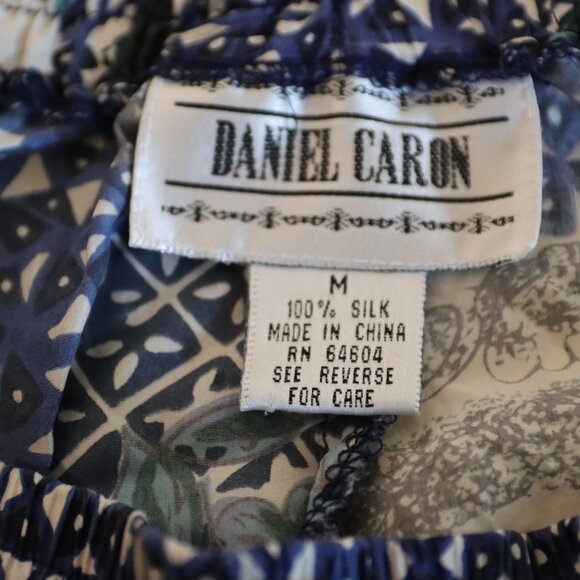 DANIEL CARON
M
100% SILK
MADE IN CHINA
RN 64604
SEE REVERSE
FOR CARE